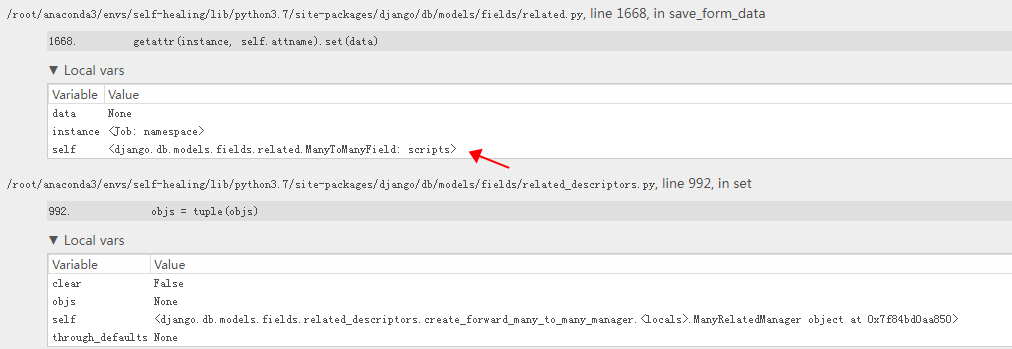 /root/anaconda3/envs/self-healing/lib/python3.7/site-packages/django/db/models/fields/related.py, line 1668, in save_form_data
1668. getattr(instance, self.attname).set(data)
▼ Local vars
Variable Value
data None
instance <Job: namespace>
self <django.db.models.fields.related.ManyToManyField: scripts>
/root/anaconda3/envs/self-healing/lib/python3.7/site-packages/django/db/models/fields/related_descriptors.py, line 992, in set
992. objs = tuple(objs)
▼ Local vars
Variable Value
clear False
objs None
self <django.db.models.fields.related_descriptors.create_forward_many_to_many_manager.<locals>.ManyRelatedManager object at 0x7f84bd0aa850>
through_defaults None